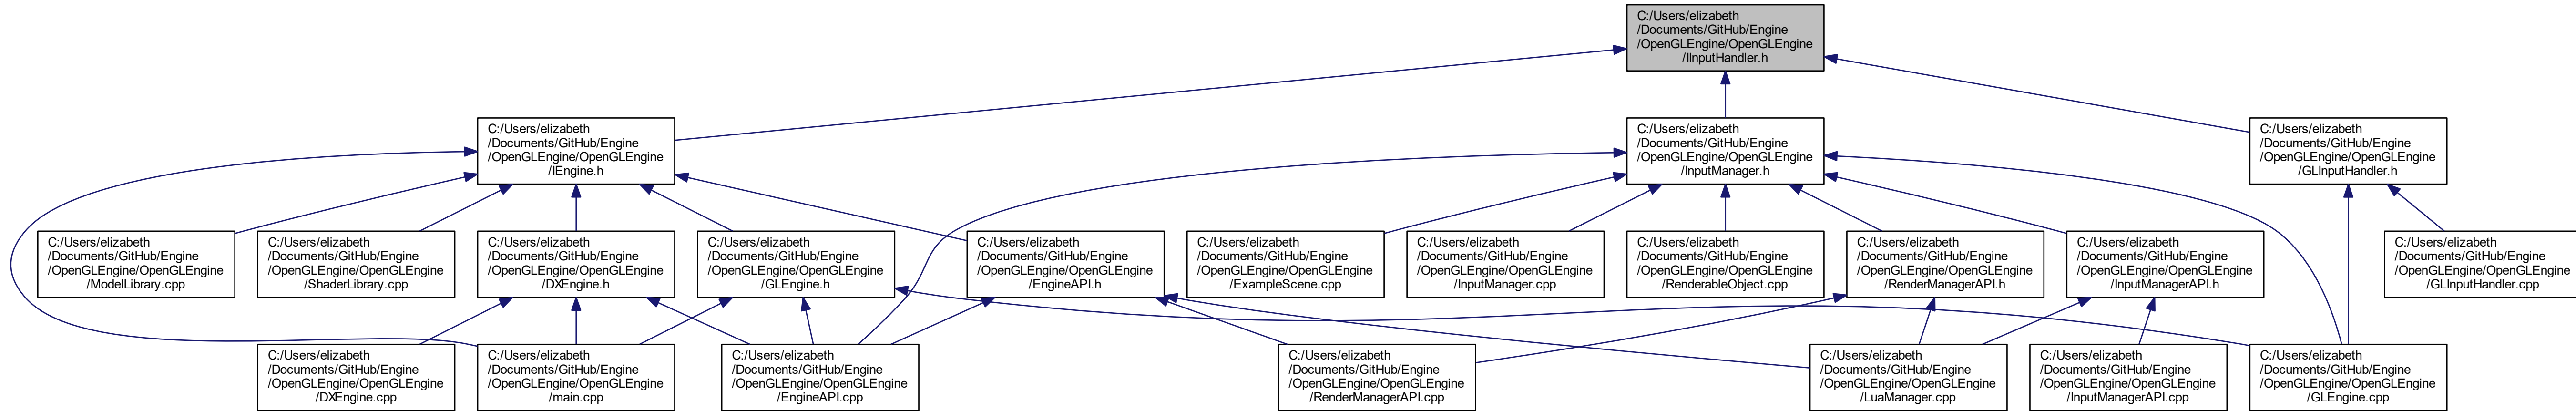 C:/Users/elizabeth
/Documents/GitHub/Engine
/OpenGLEngine/OpenGLEngine
/IInputHandler.h
C:/Users/elizabeth
/Documents/GitHub/Engine
/OpenGLEngine/OpenGLEngine
/IEngine.h
C:/Users/elizabeth
/Documents/GitHub/Engine
/OpenGLEngine/OpenGLEngine
/InputManager.h
C:/Users/elizabeth
/Documents/GitHub/Engine
/OpenGLEngine/OpenGLEngine
/GLInputHandler.h
C:/Users/elizabeth
/Documents/GitHub/Engine
/OpenGLEngine/OpenGLEngine
/ModelLibrary.cpp
C:/Users/elizabeth
/Documents/GitHub/Engine
/OpenGLEngine/OpenGLEngine
/ShaderLibrary.cpp
C:/Users/elizabeth
/Documents/GitHub/Engine
/OpenGLEngine/OpenGLEngine
/DXEngine.h
C:/Users/elizabeth
/Documents/GitHub/Engine
/OpenGLEngine/OpenGLEngine
/GLEngine.h
C:/Users/elizabeth
/Documents/GitHub/Engine
/OpenGLEngine/OpenGLEngine
/EngineAPI.h
C:/Users/elizabeth
/Documents/GitHub/Engine
/OpenGLEngine/OpenGLEngine
/ExampleScene.cpp
C:/Users/elizabeth
/Documents/GitHub/Engine
/OpenGLEngine/OpenGLEngine
/InputManager.cpp
C:/Users/elizabeth
/Documents/GitHub/Engine
/OpenGLEngine/OpenGLEngine
/RenderableObject.cpp
C:/Users/elizabeth
/Documents/GitHub/Engine
/OpenGLEngine/OpenGLEngine
/RenderManagerAPI.h
C:/Users/elizabeth
/Documents/GitHub/Engine
/OpenGLEngine/OpenGLEngine
/InputManagerAPI.h
C:/Users/elizabeth
/Documents/GitHub/Engine
/OpenGLEngine/OpenGLEngine
/GLInputHandler.cpp
C:/Users/elizabeth
/Documents/GitHub/Engine
/OpenGLEngine/OpenGLEngine
/DXEngine.cpp
C:/Users/elizabeth
/Documents/GitHub/Engine
/OpenGLEngine/OpenGLEngine
/main.cpp
C:/Users/elizabeth
/Documents/GitHub/Engine
/OpenGLEngine/OpenGLEngine
/EngineAPI.cpp
C:/Users/elizabeth
/Documents/GitHub/Engine
/OpenGLEngine/OpenGLEngine
/RenderManagerAPI.cpp
C:/Users/elizabeth
/Documents/GitHub/Engine
/OpenGLEngine/OpenGLEngine
/LuaManager.cpp
C:/Users/elizabeth
/Documents/GitHub/Engine
/OpenGLEngine/OpenGLEngine
/InputManagerAPI.cpp
C:/Users/elizabeth
/Documents/GitHub/Engine
/OpenGLEngine/OpenGLEngine
/GLEngine.cpp